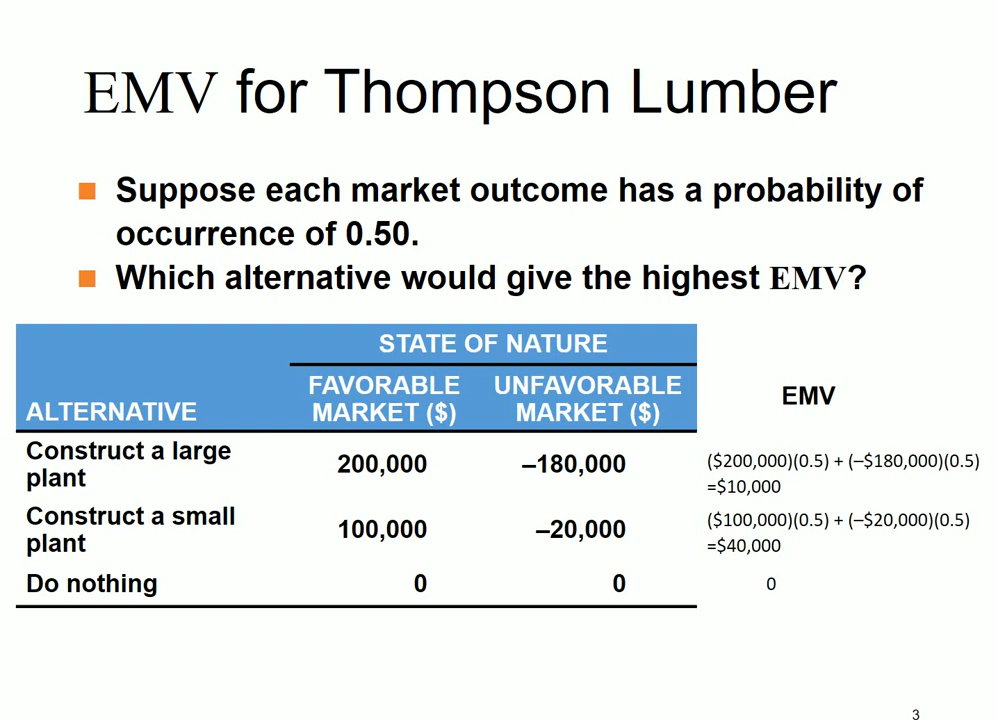 EMV for Thompson Lumber
Suppose each market outcome has a probability of
occurrence of 0.50.
Which alternative would give the highest EMV?
STATE OF NATURE
ALTERNATIVE
FAVORABLE
MARKET ($)
UNFAVORABLE
MARKET ($)
EMV
Construct a large
plant
200,000
–180,000
($200,000)(0.5) + (–$180,000)(0.5)
=$10,000
Construct a small
plant
100,000
–20,000
($100,000)(0.5) + (–$20,000)(0.5)
=$40,000
Do nothing
0
0
0
3